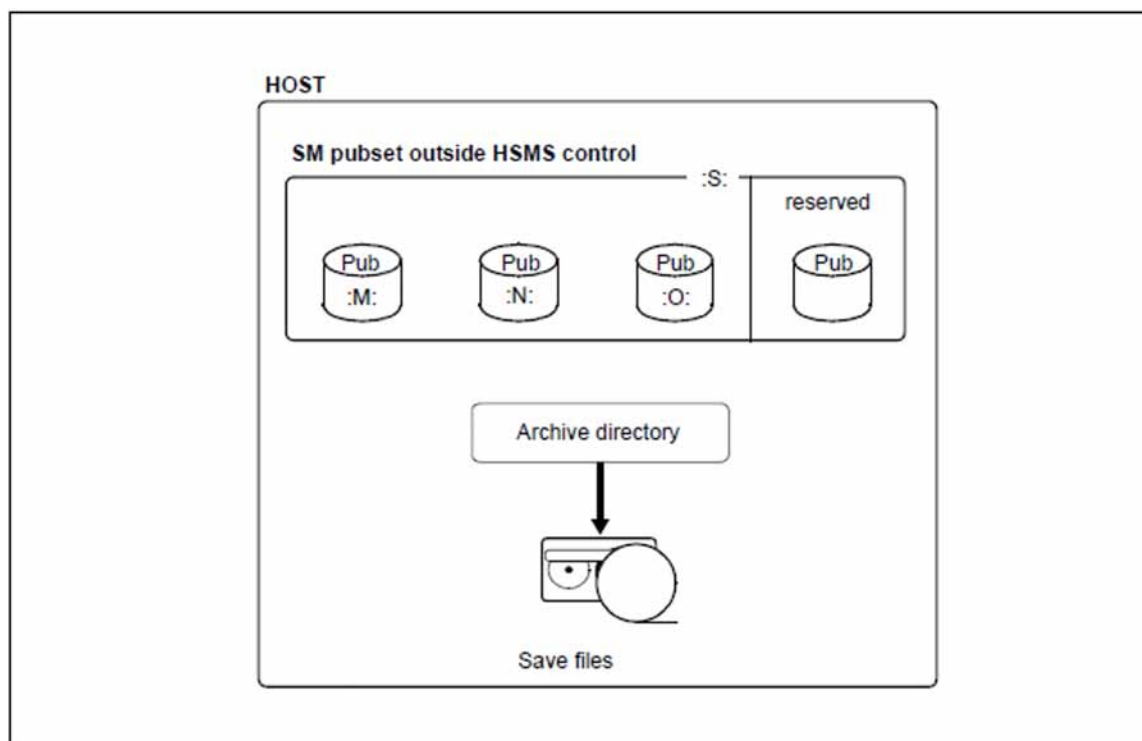 HOST
SM pubset outside HSMS control
:S:
reserved
Pub
:M:
Pub
:N:
Pub
:O:
Pub
Archive directory
Save files